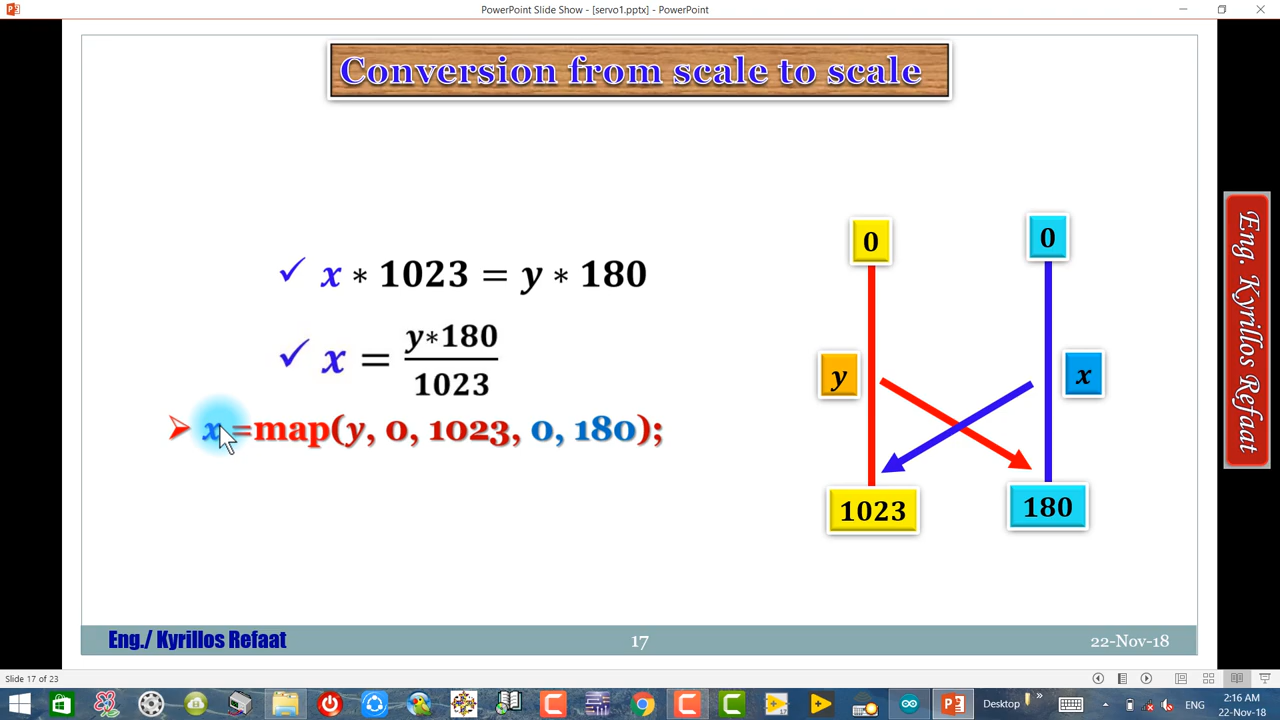 PowerPoint Slide Show - [servo1.pptx] - PowerPoint
Conversion from scale to scale
✓ x * 1023 = y * 180
✓ x = y*180 / 1023
➢ x =map(y, 0, 1023, 0, 180);
0
0
y
x
1023
180
Eng. Kyrillos Refaat
Eng./ Kyrillos Refaat
17
22-Nov-18
Slide 17 of 23
Desktop
»
ENG
2:16 AM
22-Nov-18